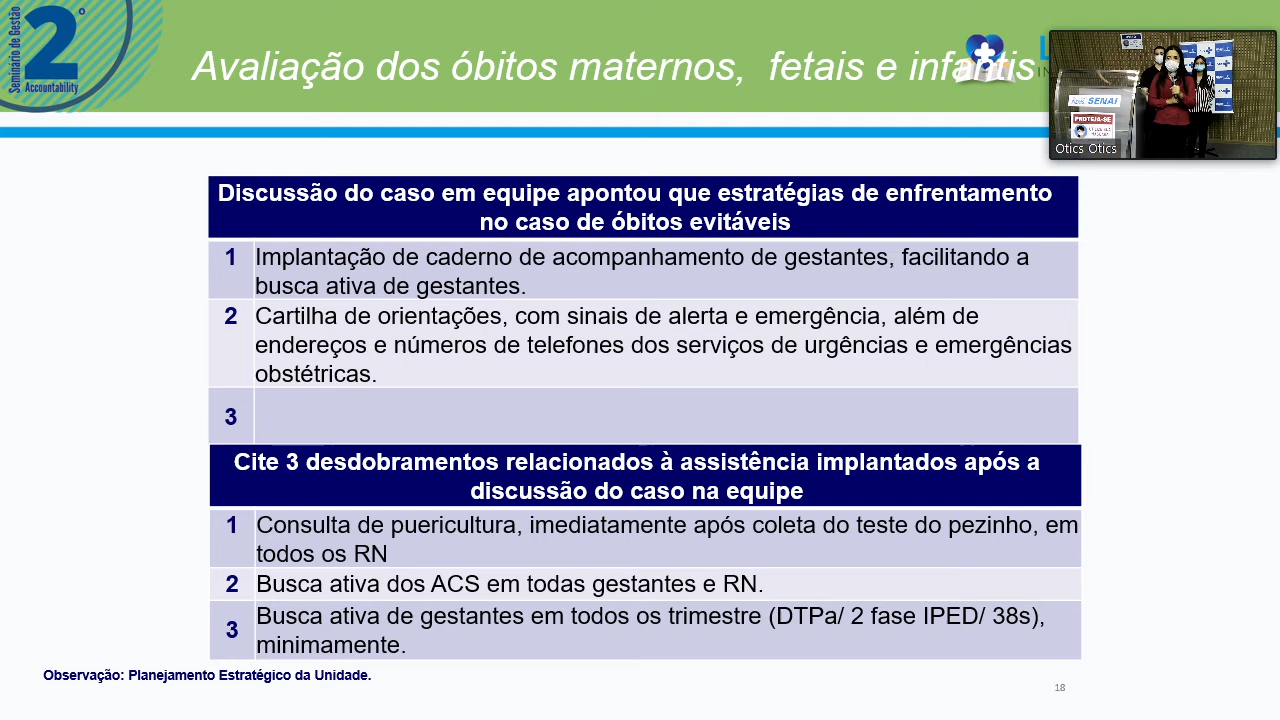 2º
Seminário de Gestão
Accountability
Avaliação dos óbitos maternos, fetais e infantis
SENAI
PROTEJA-SE
Otics Otics
Discussão do caso em equipe apontou que estratégias de enfrentamento
no caso de óbitos evitáveis
1 Implantação de caderno de acompanhamento de gestantes, facilitando a
busca ativa de gestantes.
2 Cartilha de orientações, com sinais de alerta e emergência, além de
endereços e números de telefones dos serviços de urgências e emergências
obstétricas.
3
Cite 3 desdobramentos relacionados à assistência implantados após a
discussão do caso na equipe
1 Consulta de puericultura, imediatamente após coleta do teste do pezinho, em
todos os RN
2 Busca ativa dos ACS em todas gestantes e RN.
3 Busca ativa de gestantes em todos os trimestre (DTPa/ 2 fase IPED/ 38s),
minimamente.
Observação: Planejamento Estratégico da Unidade.
18